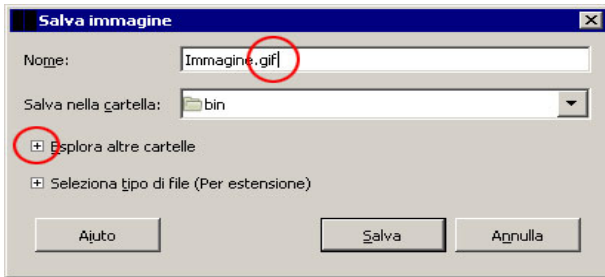 Salva immagine
Nome: Immagine.gif
Salva nella cartella: bin
Esplora altre cartelle
Seleziona tipo di file (Per estensione)
Aiuto Salva Annulla